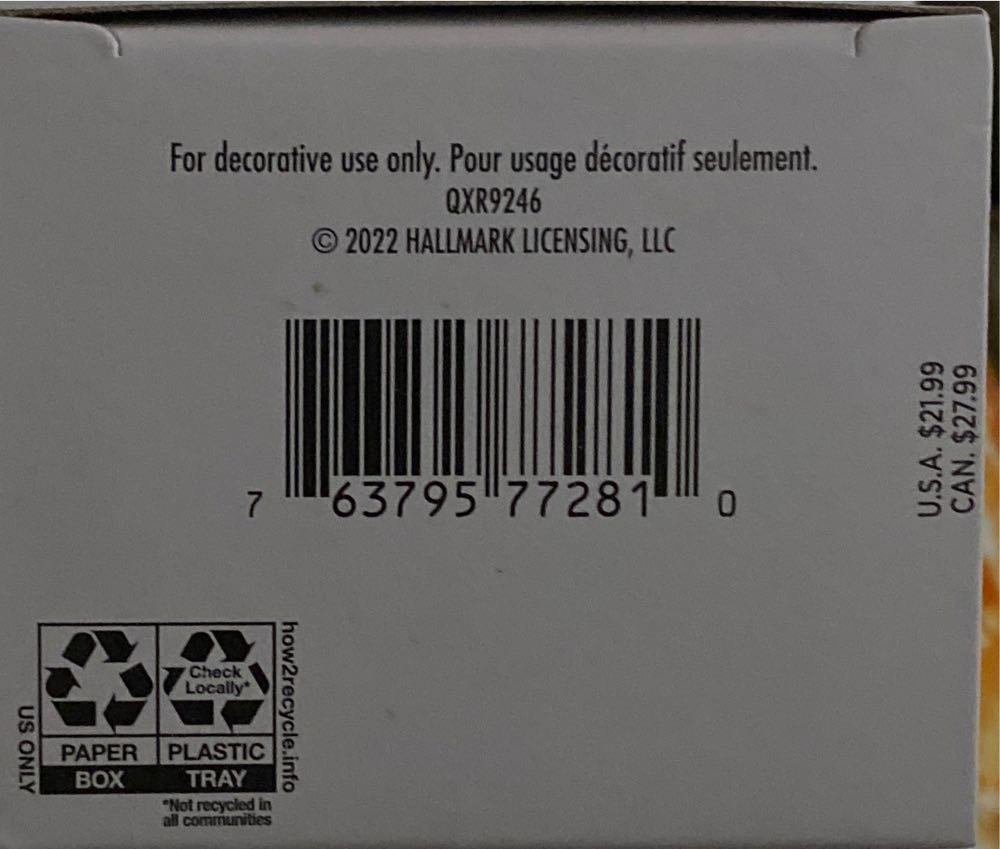 For decorative use only. Pour usage décoratif seulement.
QXR9246
© 2022 HALLMARK LICENSING, LLC
7 63795 77281 0
U.S.A. $21.99
CAN. $27.99
Check
Locally*
PAPER
BOX
PLASTIC
TRAY
*Not recycled in
all communities
how2recycle.info
US ONLY